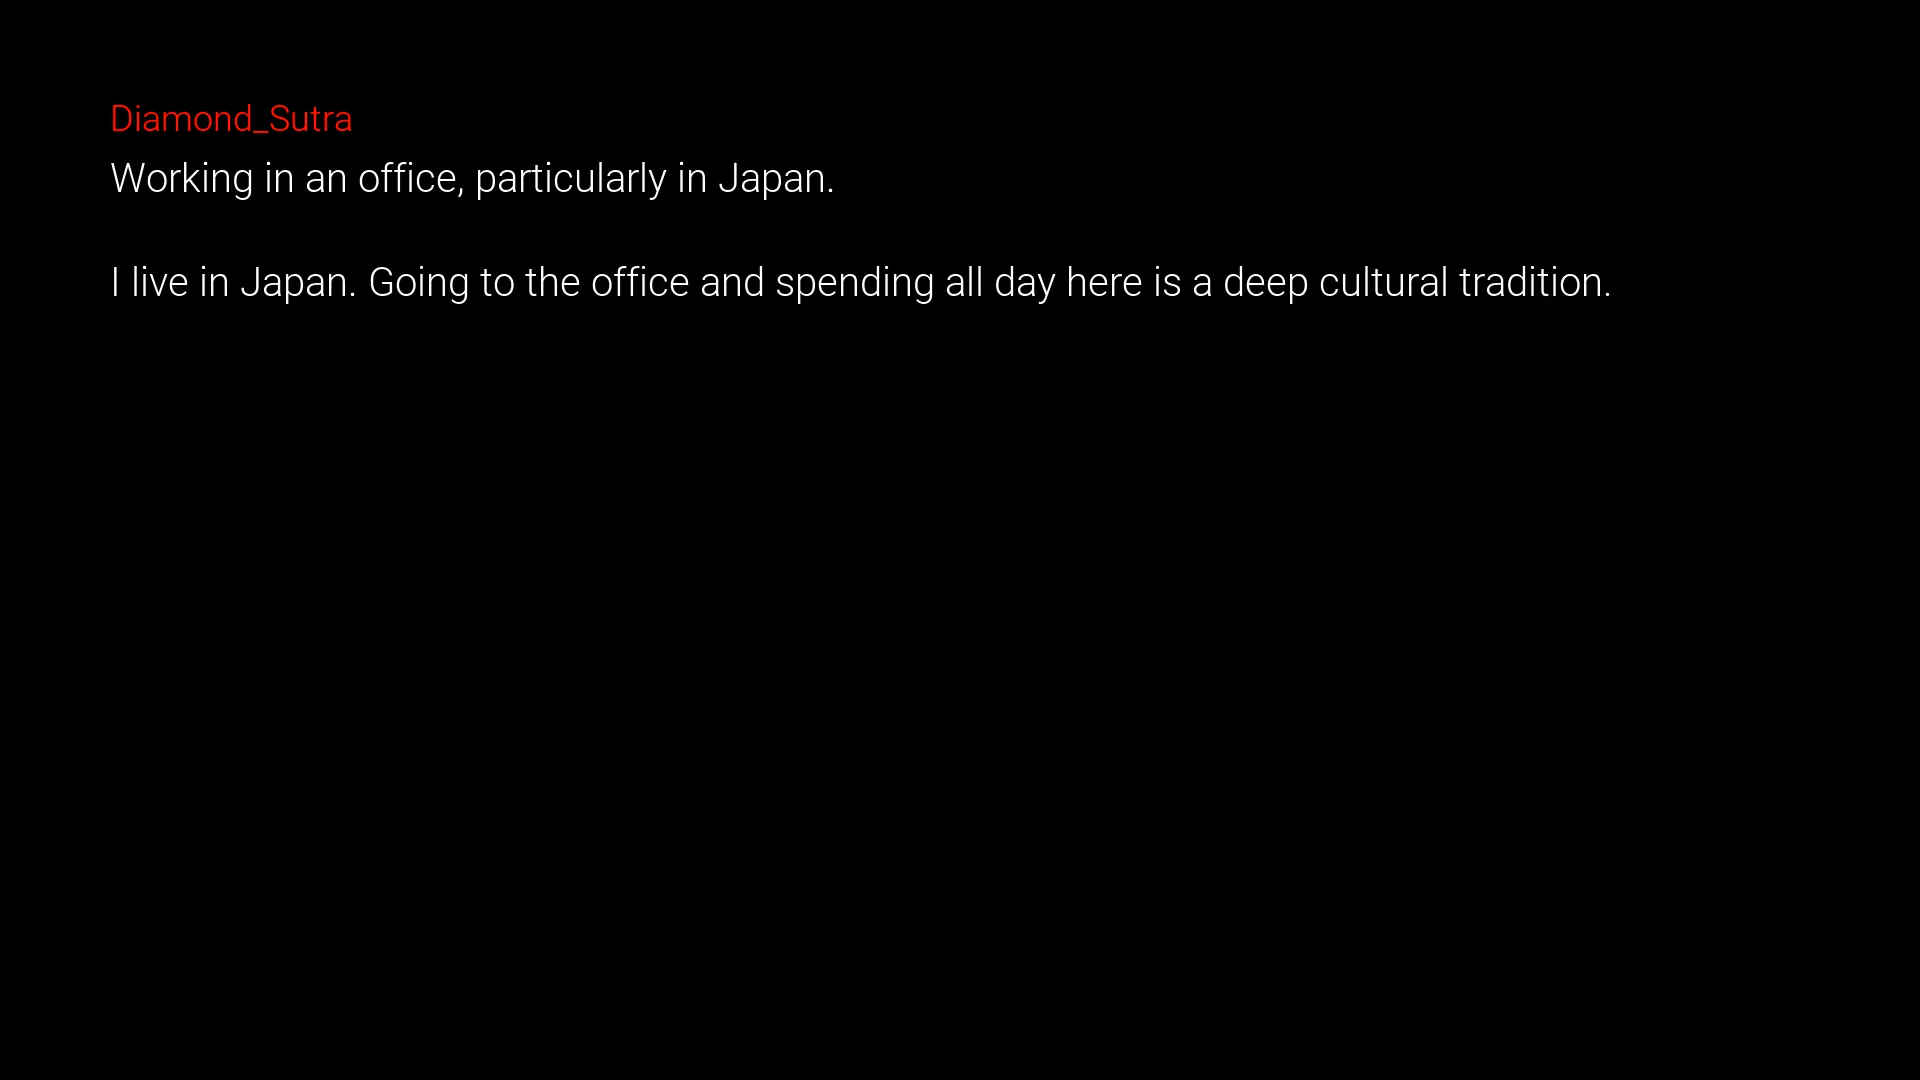 Diamond_Sutra
Working in an office, particularly in Japan.
I live in Japan. Going to the office and spending all day here is a deep cultural tradition.